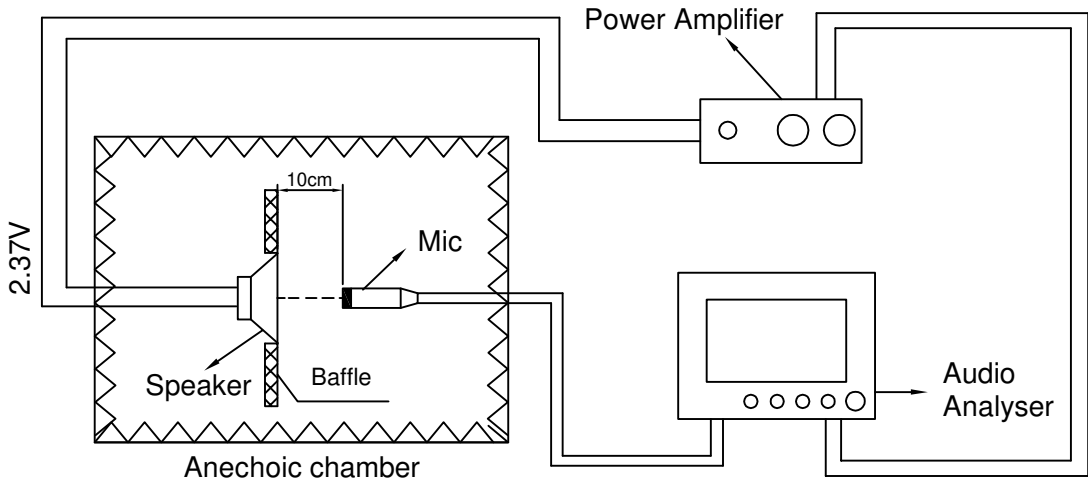 Power Amplifier
10cm
Mic
2.37V
Speaker
Baffle
Audio
Analyser
Anechoic chamber